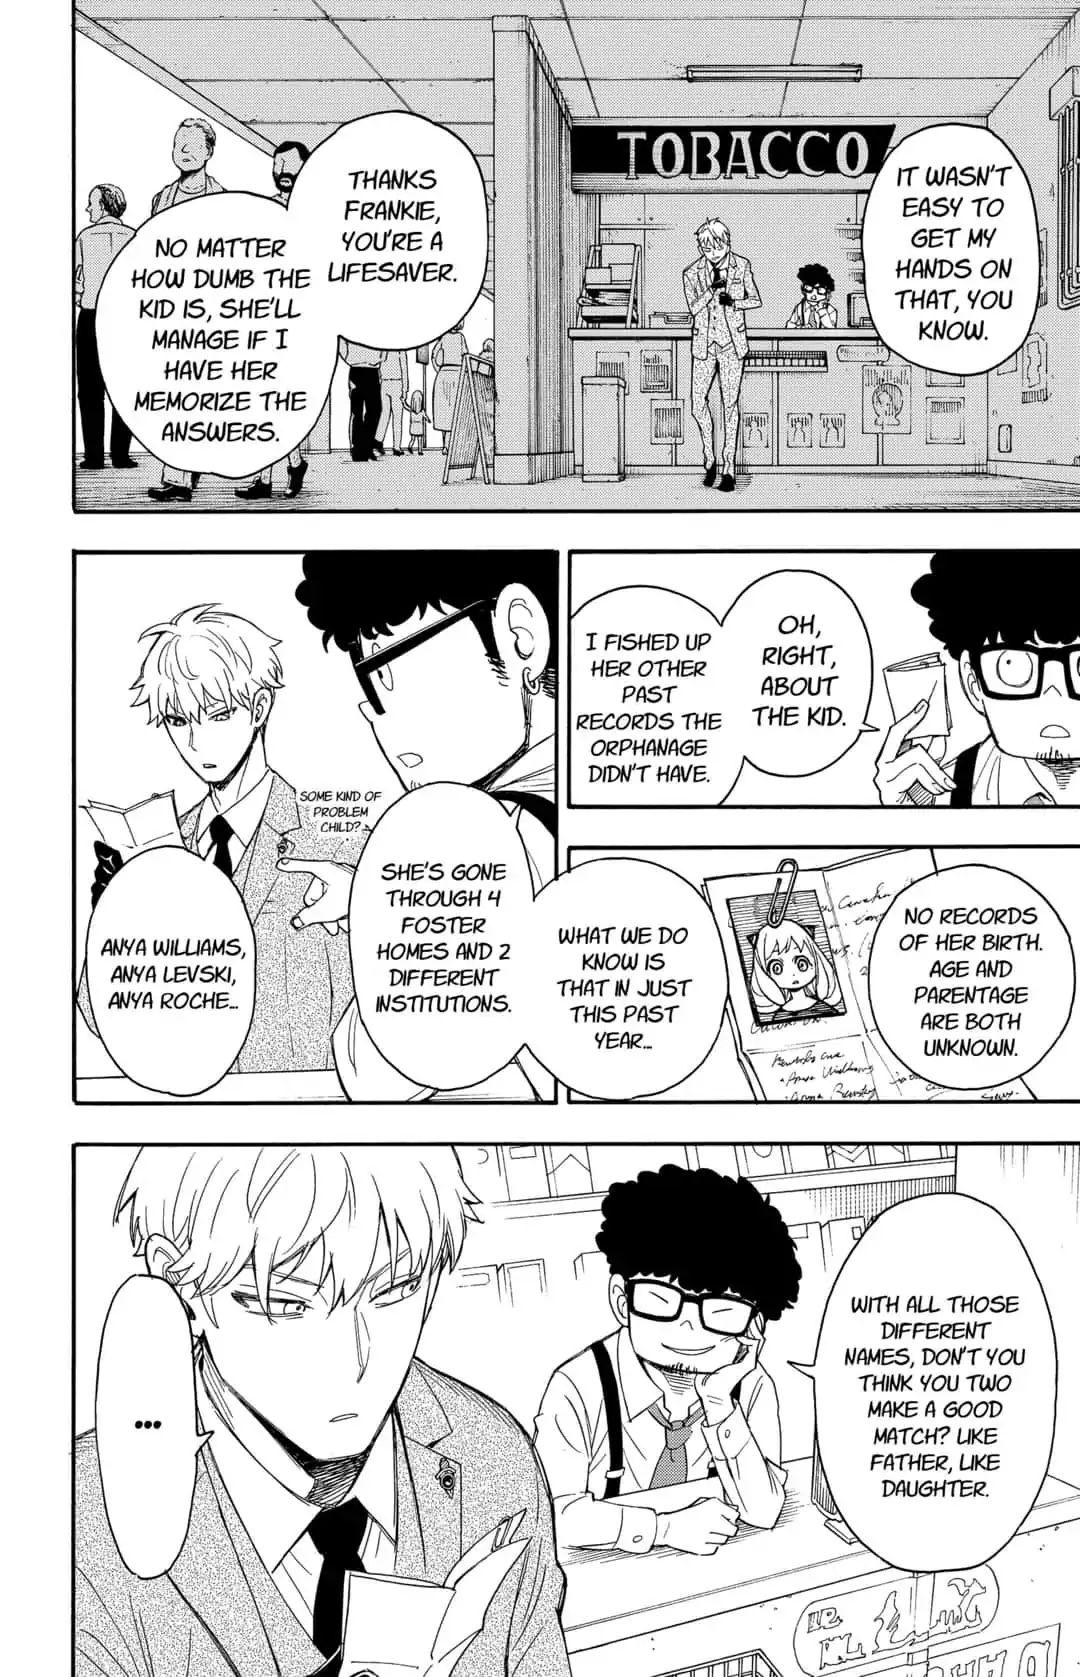 TOBACCO
IT WASN'T
EASY TO
GET MY
HANDS ON
THAT, YOU
KNOW.
THANKS
FRANKIE,
YOU'RE A
LIFESAVER.
NO MATTER
HOW DUMB THE
KID IS, SHE'LL
MANAGE IF I
HAVE HER
MEMORIZE THE
ANSWERS.
OH,
RIGHT,
ABOUT
THE KID.
I FISHED UP
HER OTHER
PAST
RECORDS THE
ORPHANAGE
DIDN'T HAVE.
NO RECORDS
OF HER BIRTH.
AGE AND
PARENTAGE
ARE BOTH
UNKNOWN.
Anya Williams
WHAT WE DO
KNOW IS
THAT IN JUST
THIS PAST
YEAR...
SHE'S GONE
THROUGH 4
FOSTER
HOMES AND 2
DIFFERENT
INSTITUTIONS.
SOME KIND OF
PROBLEM
CHILD?
ANYA WILLIAMS,
ANYA LEVSKI,
ANYA ROCHE...
WITH ALL THOSE
DIFFERENT
NAMES, DON'T YOU
THINK YOU TWO
MAKE A GOOD
MATCH? LIKE
FATHER, LIKE
DAUGHTER.
...